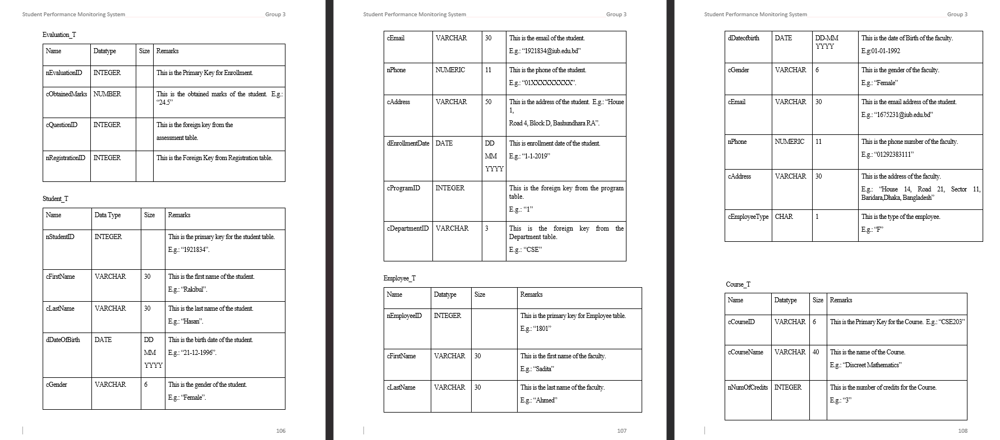 Student Performance Monitoring System Group 3
Evaluation_T
Name Datatype Size Remarks
nEvaluationID INTEGER This is the Primary Key for Enrollment.
cObtainedMarks NUMBER This is the obtained marks of the student. E.g.:
“24.5”
cQuestionID INTEGER This is the foreign key from the
assessment table.
nRegistrationID INTEGER This is the Foreign Key from Registration table.
Student_T
Name Data Type Size Remarks
nStudentID INTEGER This is the primary key for the student table.
E.g.: “1921834”.
cFirstName VARCHAR 30 This is the first name of the student.
E.g.: “Rakibul”.
cLastName VARCHAR 30 This is the last name of the student.
E.g.: “Hasan”.
dDateOfBirth DATE DD This is the birth date of the student.
MM E.g.: “21-12-1996”.
YYYY
cGender VARCHAR 6 This is the gender of the student.
E.g.: “Female”.
106
Student Performance Monitoring System Group 3
cEmail VARCHAR 30 This is the email of the student.
E.g.: “1921834@iub.edu.bd”
nPhone NUMERIC 11 This is the phone of the student.
E.g.: “01XXXXXXXXX”.
cAddress VARCHAR 50 This is the address of the student. E.g.: “House
1,
Road 4, Block D, Bashundhara RA”.
dEnrollmentDate DATE DD This is enrollment date of the student.
MM E.g.: “1-1-2019”
YYYY
cProgramID INTEGER This is the foreign key from the program
table.
E.g.: “1”
cDepartmentID VARCHAR 3 This is the foreign key from the
Department table.
E.g.: “CSE”
Employee_T
Name Datatype Size Remarks
nEmployeeID INTEGER This is the primary key for Employee table.
E.g.: “1801”
cFirstName VARCHAR 30 This is the first name of the faculty.
E.g.: “Sadita”
cLastName VARCHAR 30 This is the last name of the faculty.
E.g.: “Ahmed”
107
Student Performance Monitoring System Group 3
dDateofbirth DATE DD-MM This is the date of Birth of the faculty.
YYYY E.g:01-01-1992
cGender VARCHAR 6 This is the gender of the faculty.
E.g.: “Female”
cEmail VARCHAR 30 This is the email address of the student.
E.g.: “1675231@iub.edu.bd”
nPhone NUMERIC 11 This is the phone number of the faculty.
E.g.: “01292383111”
cAddress VARCHAR 30 This is the address of the faculty.
E.g.: “House 14, Road 21, Sector 11,
Baridara,Dhaka, Bangladesh”
cEmployeeType CHAR 1 This is the type of the employee.
E.g.: “F”
Course_T
Name Datatype Size Remarks
cCourseID VARCHAR 6 This is the Primary Key for the Course. E.g.: “CSE203”
cCourseName VARCHAR 40 This is the name of the Course.
E.g.: “Discreet Mathematics”
nNumOfCredits INTEGER This is the number of credits for the Course.
E.g.: “3”
108